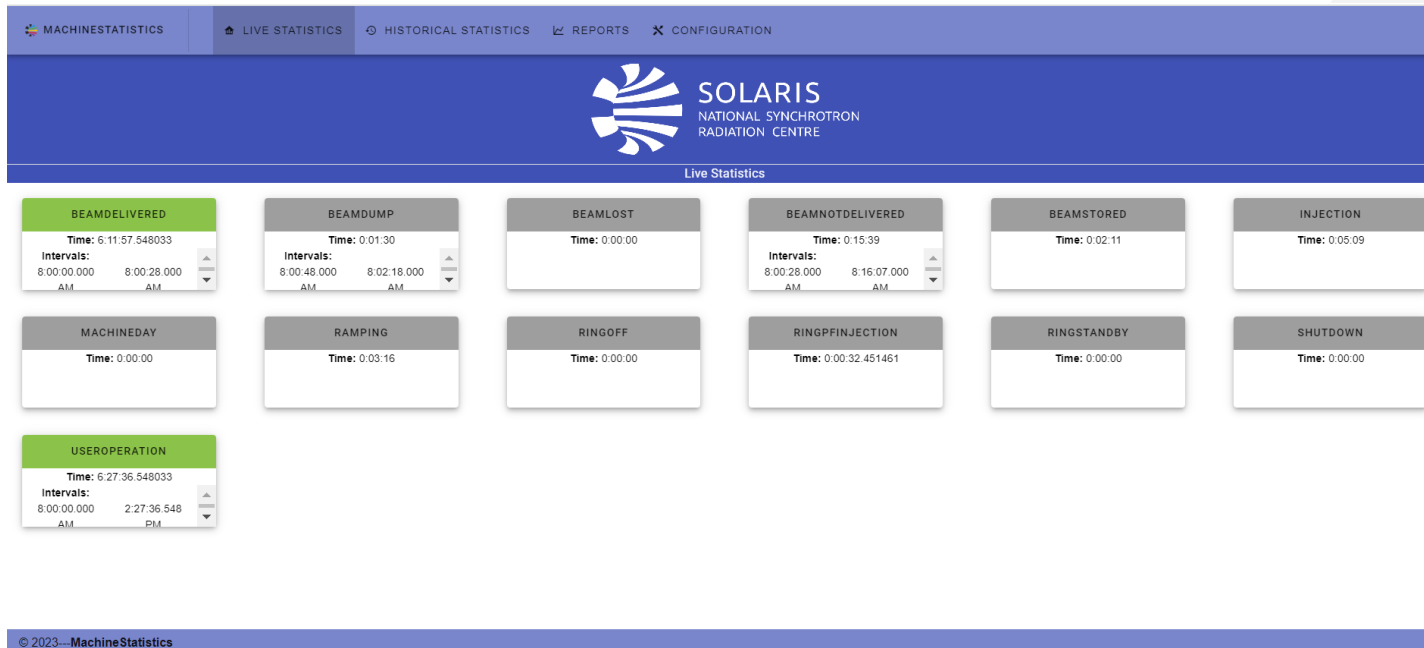 MACHINESTATISTICS LIVE STATISTICS HISTORICAL STATISTICS REPORTS CONFIGURATION
SOLARIS
NATIONAL SYNCHROTRON
RADIATION CENTRE
Live Statistics
BEAMDELIVERED
Time: 6:11:57.548033
Intervals:
8:00:00.000 8:00:28.000
AM AM
BEAMDUMP
Time: 0:01:30
Intervals:
8:00:48.000 8:02:18.000
AM AM
BEAMLOST
Time: 0:00:00
BEAMNOTDELIVERED
Time: 0:15:39
Intervals:
8:00:28.000 8:16:07.000
AM AM
BEAMSTORED
Time: 0:02:11
INJECTION
Time: 0:05:09
MACHINEDAY
Time: 0:00:00
RAMPING
Time: 0:03:16
RINGOFF
Time: 0:00:00
RINGPFINJECTION
Time: 0:00:32.451461
RINGSTANDBY
Time: 0:00:00
SHUTDOWN
Time: 0:00:00
USEROPERATION
Time: 6:27:36.548033
Intervals:
8:00:00.000 2:27:36.548
AM PM
© 2023---MachineStatistics